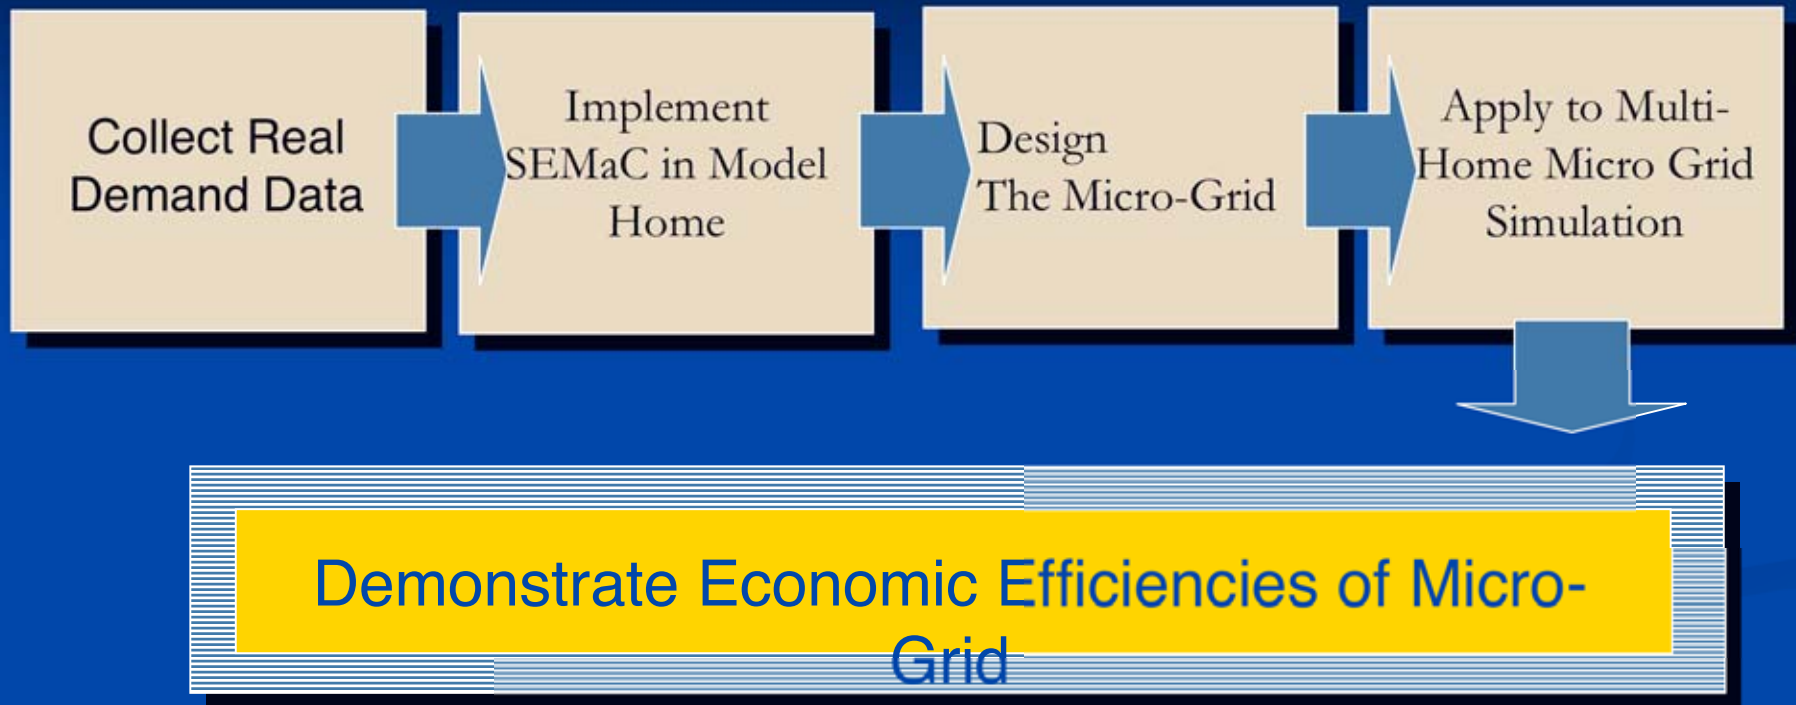 Collect Real
Demand Data
Implement
SEMaC in Model
Home
Design
The Micro-Grid
Apply to Multi-
Home Micro Grid
Simulation
Demonstrate Economic Efficiencies of Micro-
Grid